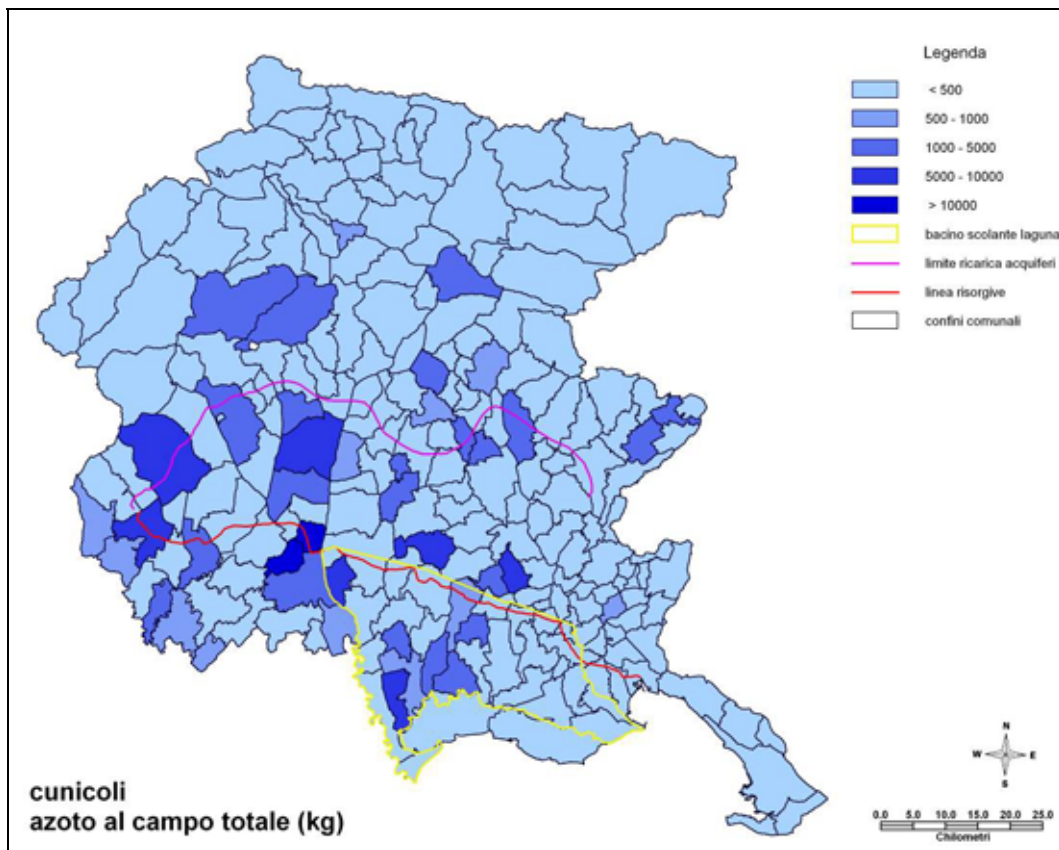 Legenda
< 500
500 - 1000
1000 - 5000
5000 - 10000
> 10000
bacino scolante laguna
limite ricarica acquiferi
linea risorgive
confini comunali
N
W E
S
cunicoli
azoto al campo totale (kg)
0.0 5.0 10.0 15.0 20.0 25.0
Chilometri